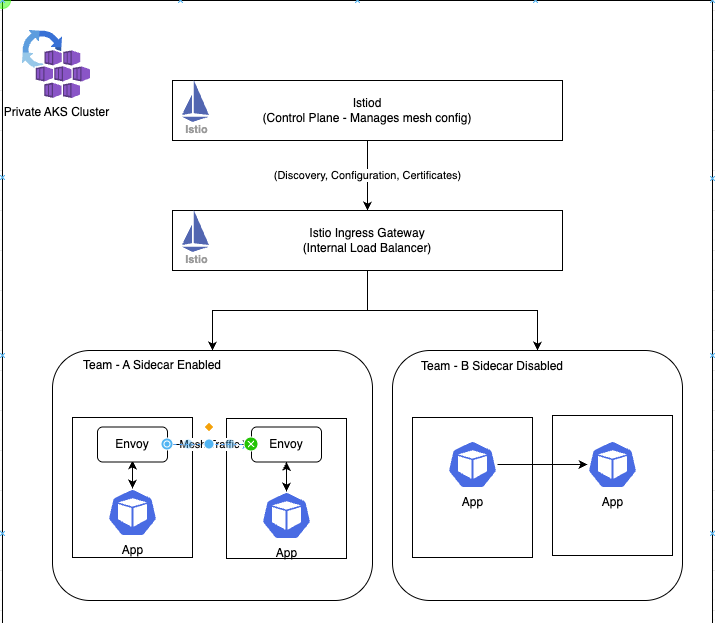 Private AKS Cluster
Istio
Istiod
(Control Plane - Manages mesh config)
(Discovery, Configuration, Certificates)
Istio
Istio Ingress Gateway
(Internal Load Balancer)
Team - A Sidecar Enabled
Team - B Sidecar Disabled
Envoy
Mesh Traffic
Envoy
App
App
App
App